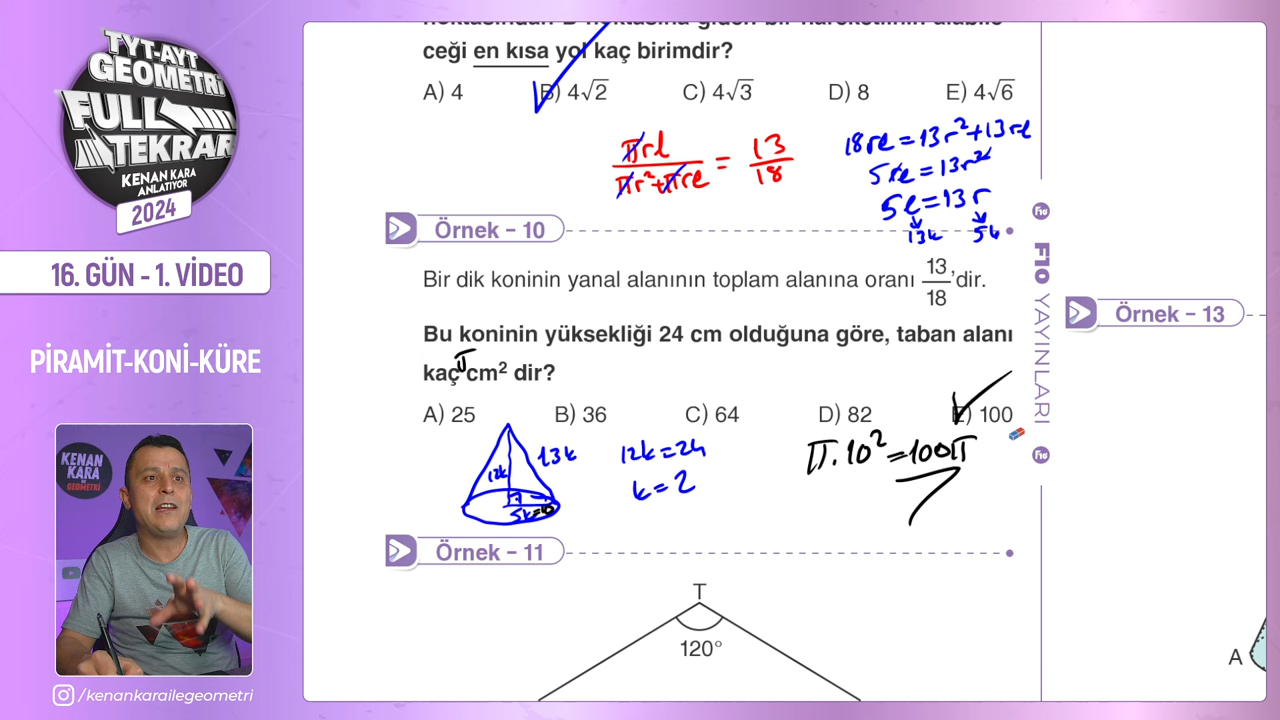 TYT-AYT
GEOMETRİ
FULL
TEKRAR
KENAN KARA
ANLATIYOR
2024
16. GÜN - 1. VİDEO
PİRAMİT-KONİ-KÜRE
KENAN
KARA
GEOMETRİ
/kenankarailegeometri
ceği en kısa yol kaç birimdir?
A) 4 B) 4√2 C) 4√3 D) 8 E) 4√6
πrl / πr²+πrl = 13/18
18rl = 13r² + 13rl
5rl = 13r²
5l = 13r
13k 5k
Örnek – 10
Bir dik koninin yanal alanının toplam alanına oranı 13/18'dir.
Bu koninin yüksekliği 24 cm olduğuna göre, taban alanı
kaç π cm² dir?
A) 25 B) 36 C) 64 D) 82 E) 100
13k
12k
5k=10
12k = 24
k = 2
π.10² = 100π
Örnek – 11
T
120°
F10
F10 YAYINLARI
F10
Örnek – 13
A